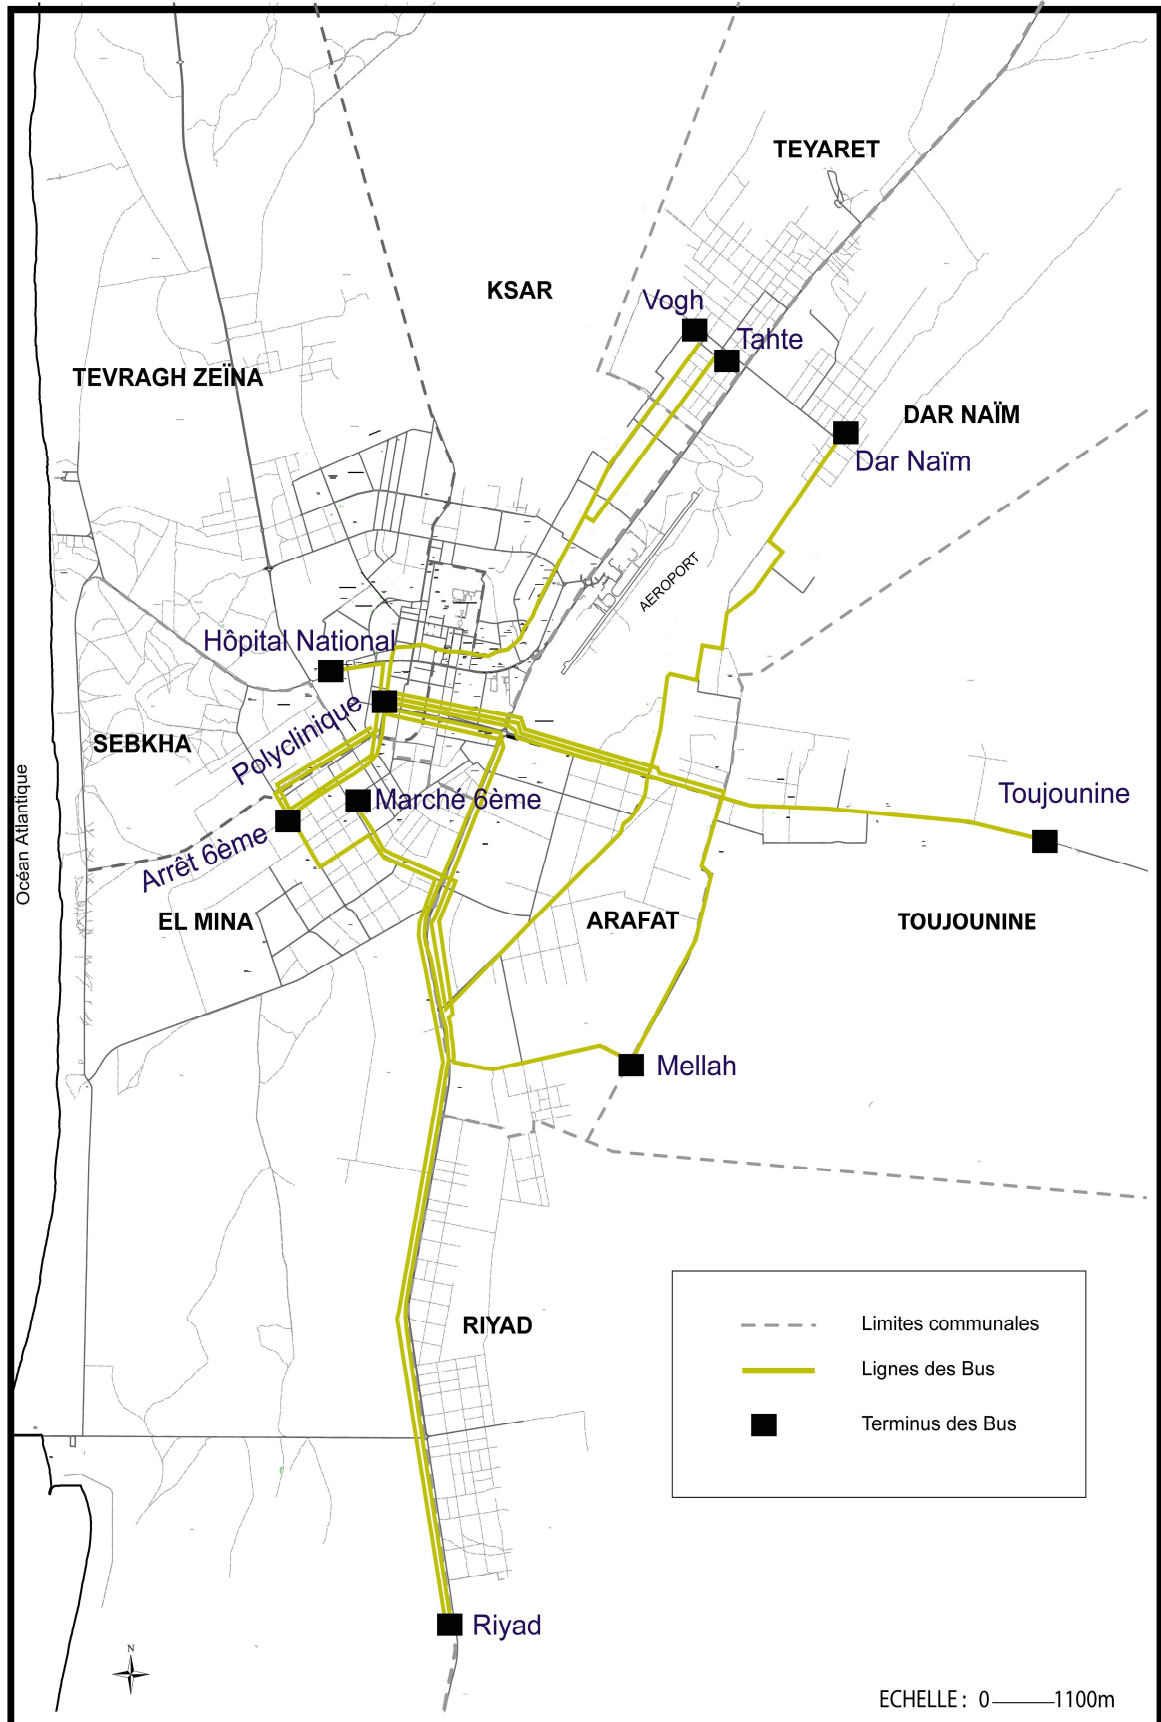 TEYARET
KSAR
Vogh
Tahte
TEVRAGH ZEÏNA
DAR NAÏM
Dar Naïm
AEROPORT
Hôpital National
Polyclinique
SEBKHA
Océan Atlantique
Toujounine
Marché 6ème
Arrêt 6ème
EL MINA
ARAFAT
TOUJOUNINE
Mellah
RIYAD
Limites communales
Lignes des Bus
Terminus des Bus
Riyad
N
ECHELLE : 0 1100m